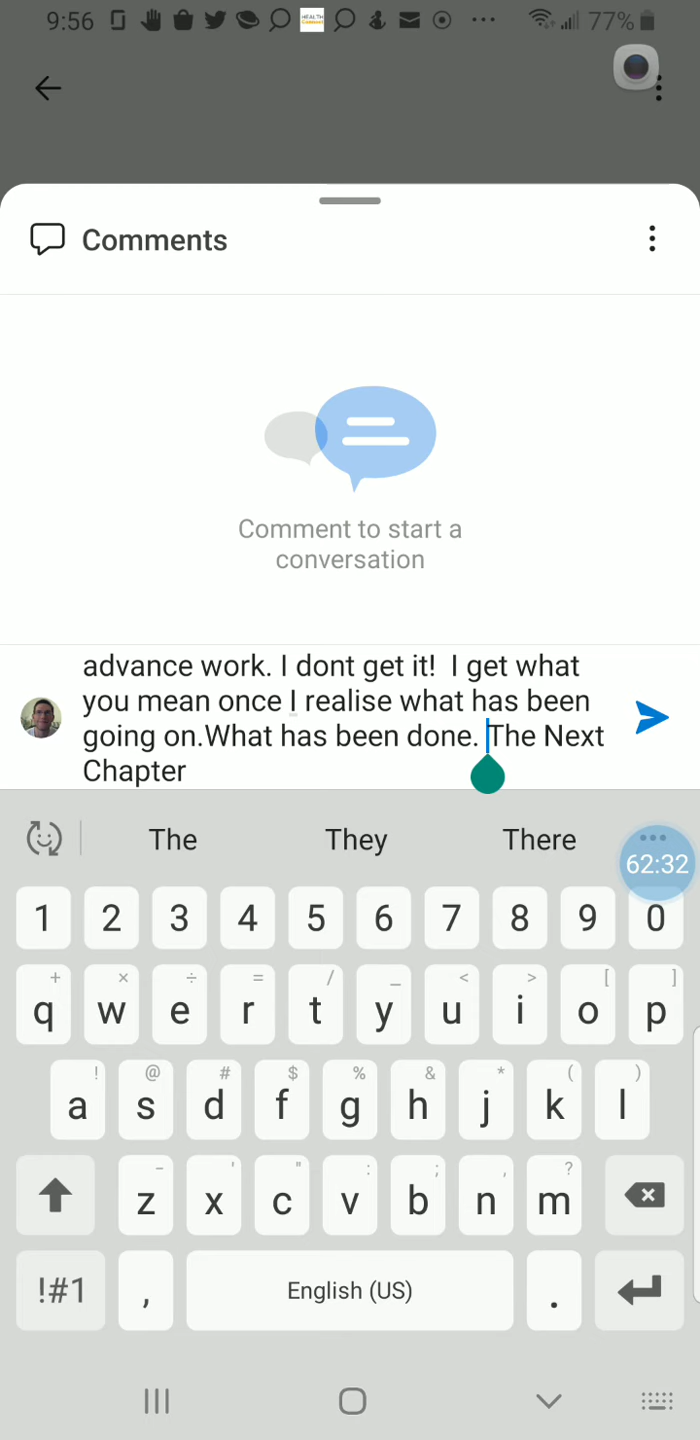 9:56 77%
Comments
Comment to start a
conversation
advance work. I dont get it!  I get what
you mean once I realise what has been
going on.What has been done. The Next
Chapter
The They There
62:32
1 2 3 4 5 6 7 8 9 0
+ × ÷ = / _ < > [ ]
q w e r t y u i o p
! @ # $ % & * ( )
a s d f g h j k l
- ' " : ; , ?
z x c v b n m
!#1 , English (US) .